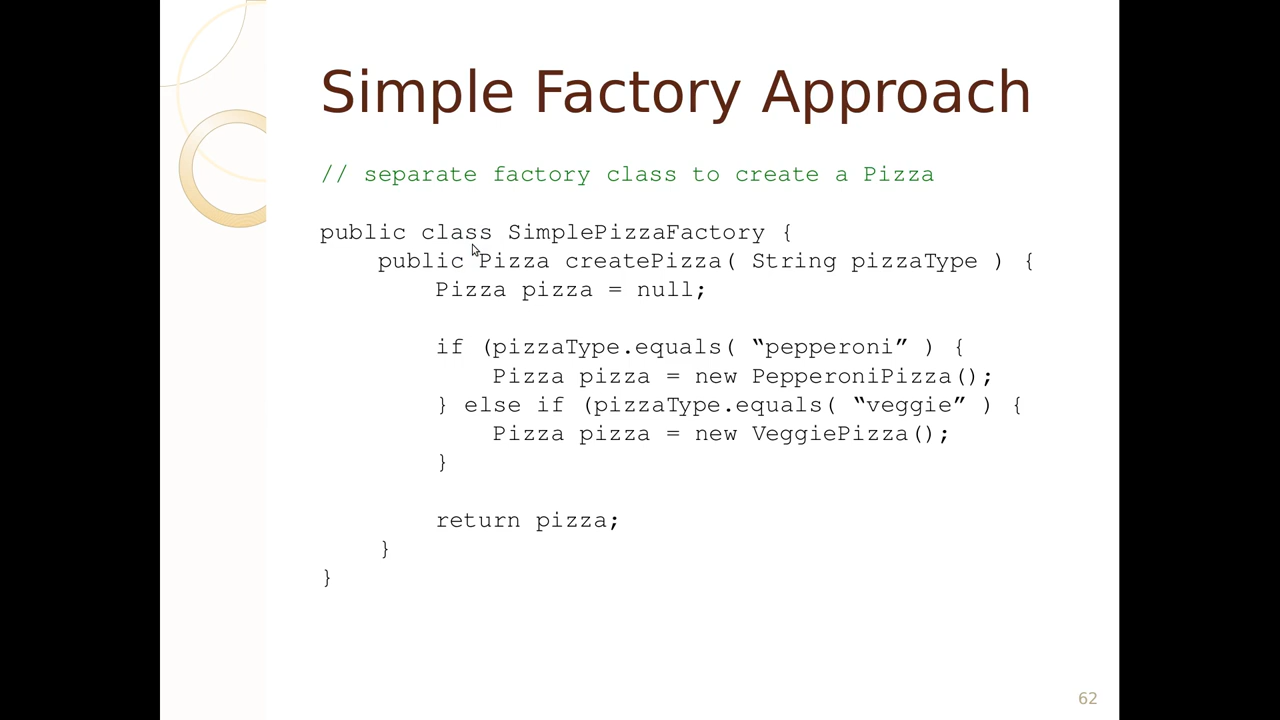 Simple Factory Approach
// separate factory class to create a Pizza
public class SimplePizzaFactory {
    public Pizza createPizza( String pizzaType ) {
        Pizza pizza = null;
        if (pizzaType.equals( “pepperoni” ) {
            Pizza pizza = new PepperoniPizza();
        } else if (pizzaType.equals( “veggie” ) {
            Pizza pizza = new VeggiePizza();
        }
        return pizza;
    }
}
62